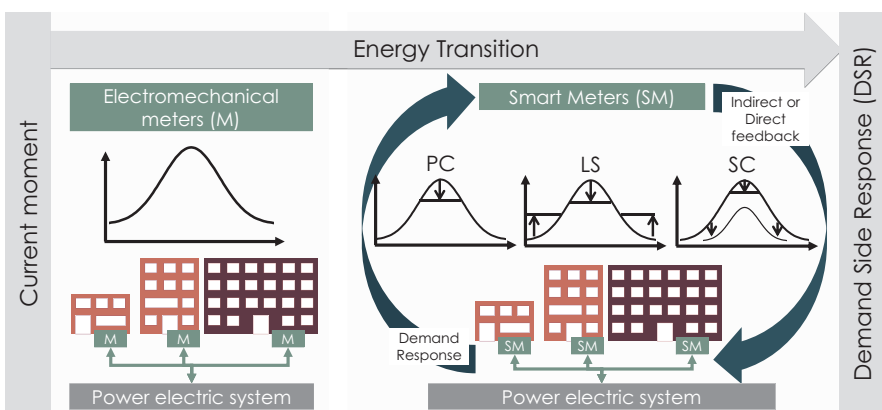 Energy Transition
Current moment
Electromechanical
meters (M)
M
M
M
Power electric system
Smart Meters (SM)
Indirect or
Direct
feedback
PC
LS
SC
Demand
Response
SM
SM
SM
Power electric system
Demand Side Response (DSR)